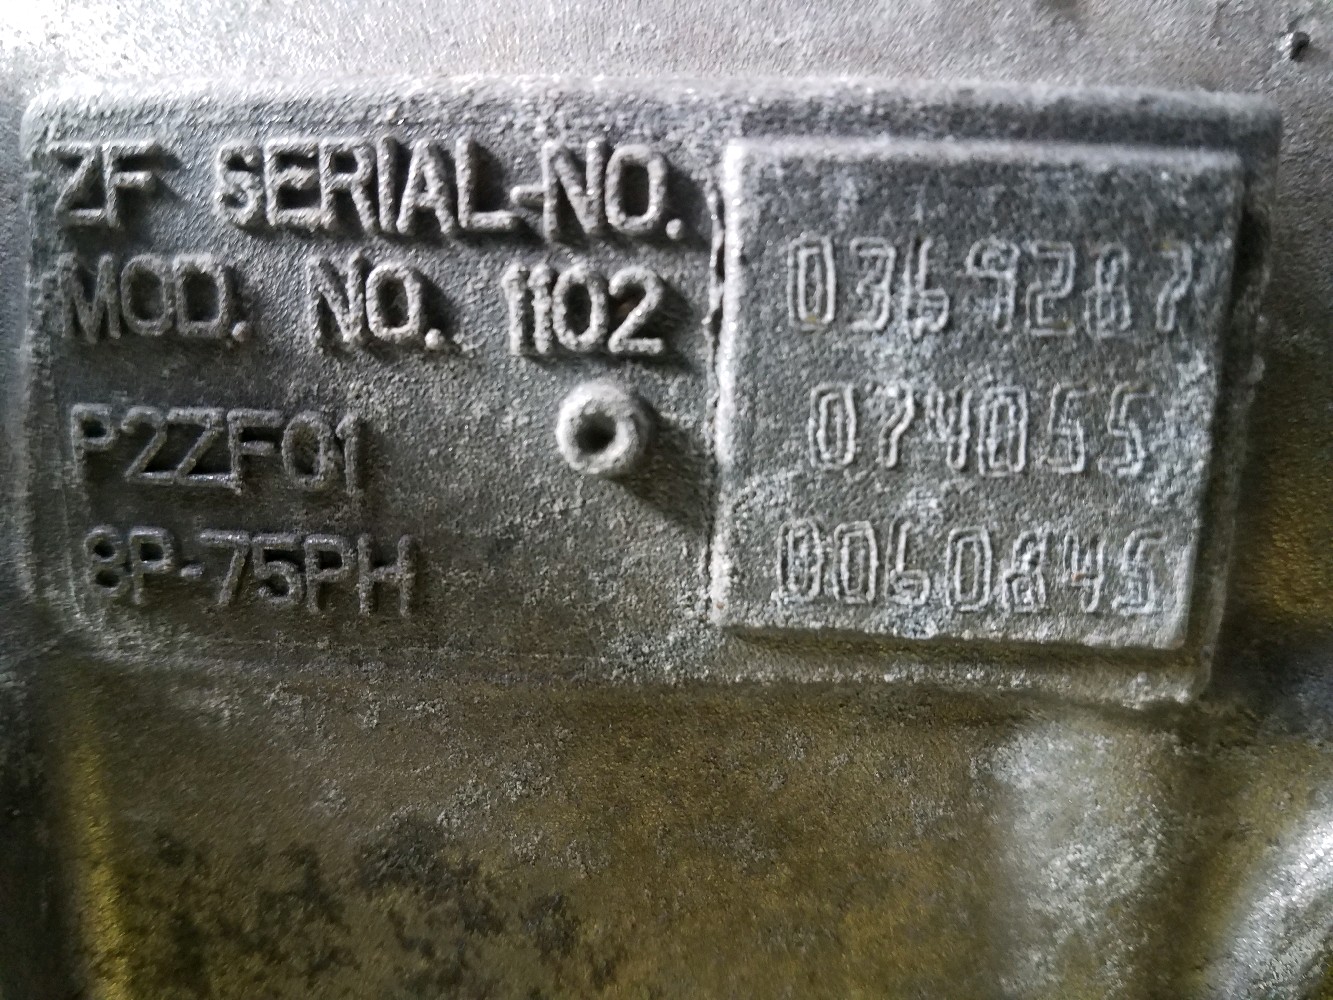 ZF SERIAL-NO. 0369287
MOD. NO. 1102
P2ZF01 074055
8P-75PH 0060845